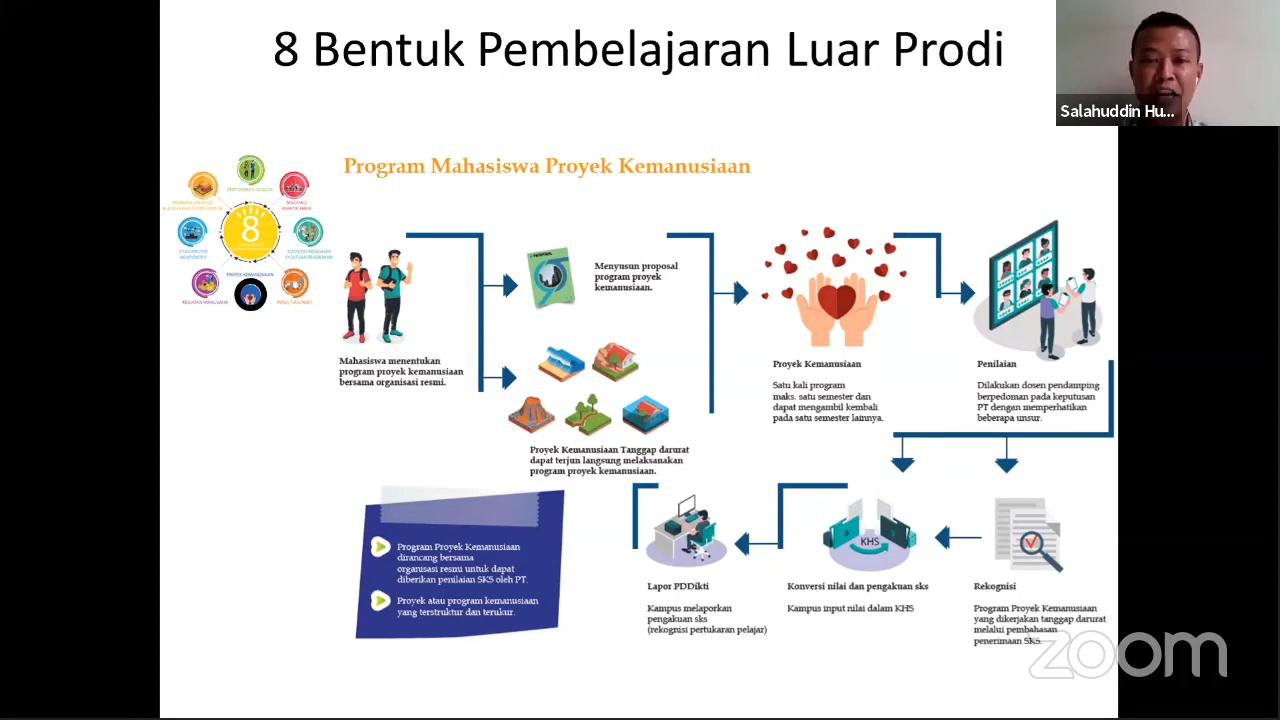 8 Bentuk Pembelajaran Luar Prodi
Salahuddin Hu...
Program Mahasiswa Proyek Kemanusiaan
8
PROYEK KEMANUSIAAN
KEGIATAN WIRAUSAHA
Mahasiswa menentukan
program proyek kemanusiaan
bersama organisasi resmi.
Menyusun proposal
program proyek
kemanusiaan.
Proyek Kemanusiaan Tanggap darurat
dapat terjun langsung melaksanakan
program proyek kemanusiaan.
Proyek Kemanusiaan
Satu kali program
maks. satu semester dan
dapat mengambil kembali
pada satu semester lainnya.
Penilaian
Dilakukan dosen pendamping
berpedoman pada keputusan
PT dengan memperhatikan
beberapa unsur.
Rekognisi
Program Proyek Kemanusiaan
yang dikerjakan tanggap darurat
melalui pembahasan
penerimaan SKS.
KHS
Konversi nilai dan pengakuan sks
Kampus input nilai dalam KHS
Lapor PDDikti
Kampus melaporkan
pengakuan sks
(rekognisi pertukaran pelajar)
Program Proyek Kemanusiaan
dirancang bersama
organisasi resmi untuk dapat
diberikan penilaian SKS oleh PT.
Proyek atau program kemanusiaan
yang terstruktur dan terukur.
zoom